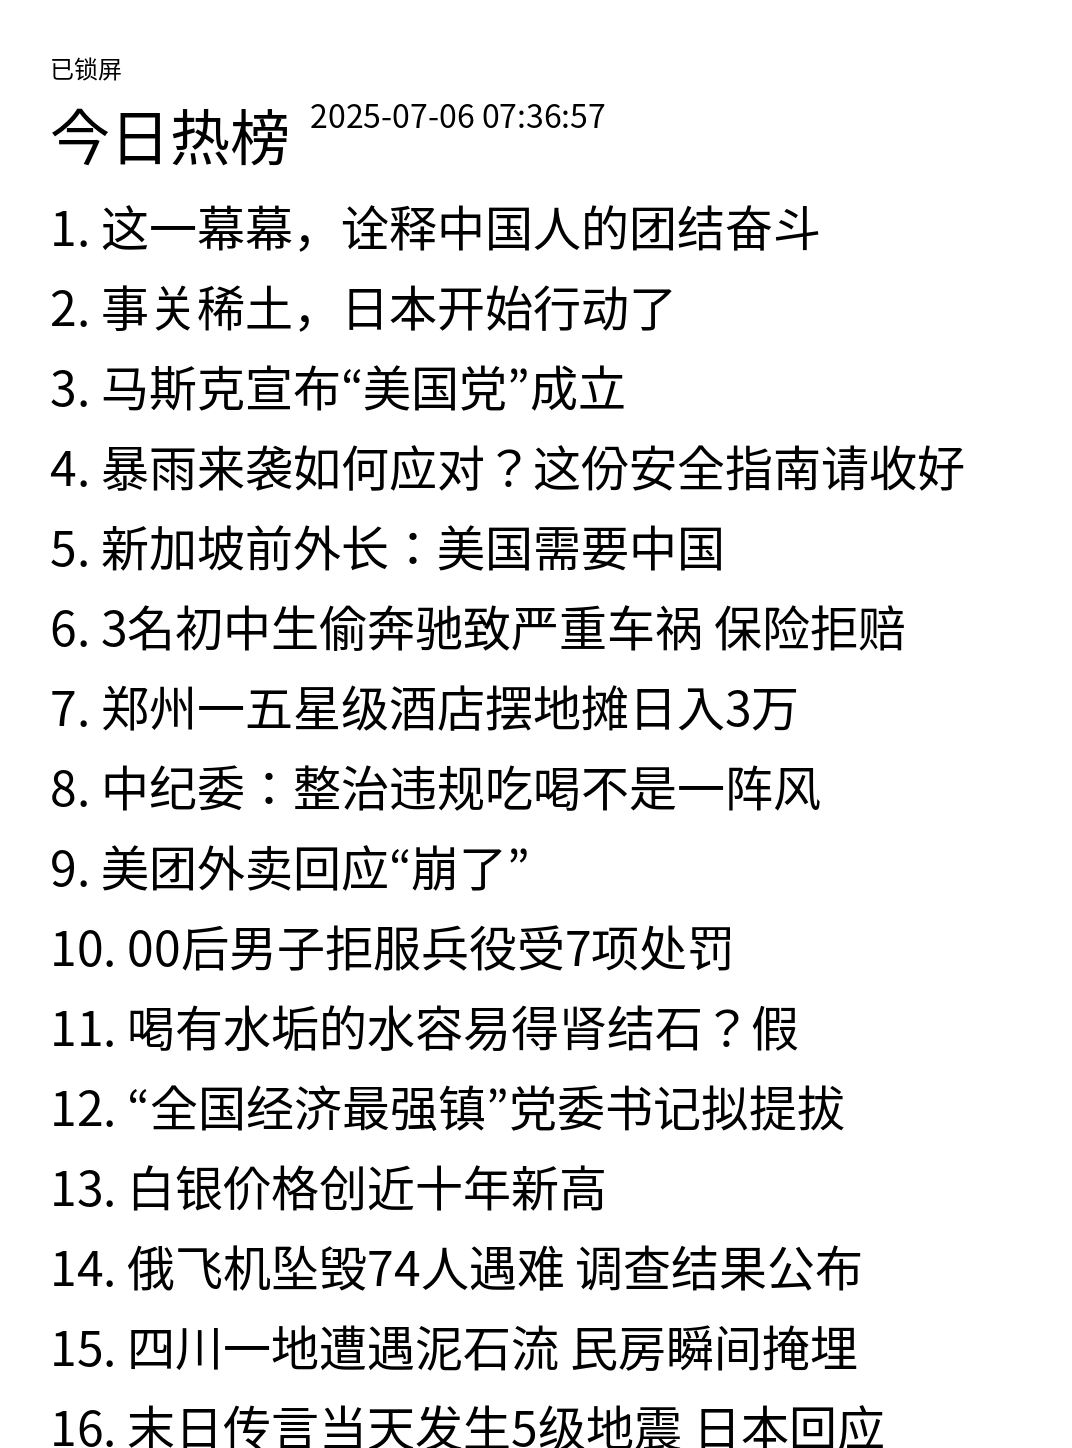 已锁屏
今日热榜 2025-07-06 07:36:57
1. 这一幕幕，诠释中国人的团结奋斗
2. 事关稀土，日本开始行动了
3. 马斯克宣布“美国党”成立
4. 暴雨来袭如何应对？这份安全指南请收好
5. 新加坡前外长：美国需要中国
6. 3名初中生偷奔驰致严重车祸 保险拒赔
7. 郑州一五星级酒店摆地摊日入3万
8. 中纪委：整治违规吃喝不是一阵风
9. 美团外卖回应“崩了”
10. 00后男子拒服兵役受7项处罚
11. 喝有水垢的水容易得肾结石？假
12. “全国经济最强镇”党委书记拟提拔
13. 白银价格创近十年新高
14. 俄飞机坠毁74人遇难 调查结果公布
15. 四川一地遭遇泥石流 民房瞬间掩埋
16. 末日传言当天发生5级地震 日本回应